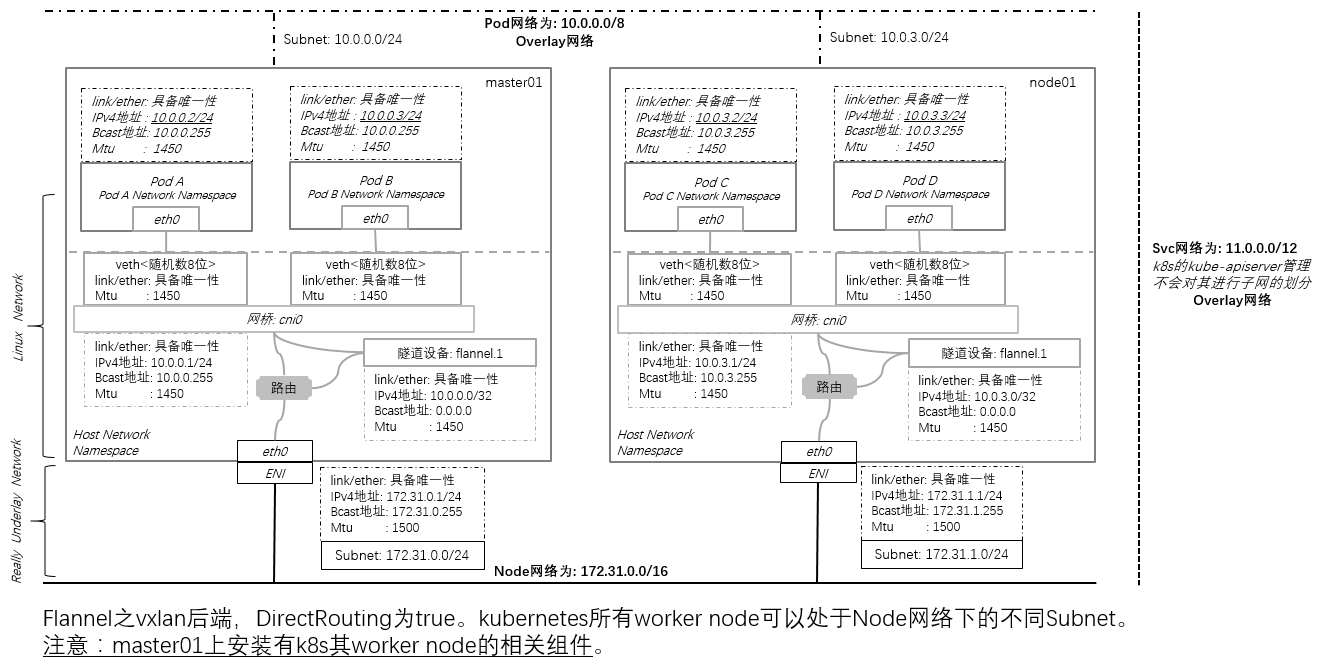 Pod网络为: 10.0.0.0/8
Overlay网络
Subnet: 10.0.0.0/24
Subnet: 10.0.3.0/24
master01
link/ether: 具备唯一性
IPv4地址 : 10.0.0.2/24
Bcast地址: 10.0.0.255
Mtu : 1450
link/ether: 具备唯一性
IPv4地址 : 10.0.0.3/24
Bcast地址: 10.0.0.255
Mtu : 1450
Pod A
Pod A Network Namespace
eth0
Pod B
Pod B Network Namespace
eth0
veth<随机数8位>
link/ether: 具备唯一性
Mtu : 1450
veth<随机数8位>
link/ether: 具备唯一性
Mtu : 1450
网桥: cni0
link/ether: 具备唯一性
IPv4地址: 10.0.0.1/24
Bcast地址: 10.0.0.255
Mtu : 1450
路由
隧道设备: flannel.1
link/ether: 具备唯一性
IPv4地址: 10.0.0.0/32
Bcast地址: 0.0.0.0
Mtu : 1450
Host Network
Namespace
eth0
ENI
link/ether: 具备唯一性
IPv4地址: 172.31.0.1/24
Bcast地址: 172.31.0.255
Mtu : 1500
Subnet: 172.31.0.0/24
node01
link/ether: 具备唯一性
IPv4地址 : 10.0.3.2/24
Bcast地址: 10.0.3.255
Mtu : 1450
link/ether: 具备唯一性
IPv4地址 : 10.0.3.3/24
Bcast地址: 10.0.3.255
Mtu : 1450
Pod C
Pod C Network Namespace
eth0
Pod D
Pod D Network Namespace
eth0
veth<随机数8位>
link/ether: 具备唯一性
Mtu : 1450
veth<随机数8位>
link/ether: 具备唯一性
Mtu : 1450
网桥: cni0
link/ether: 具备唯一性
IPv4地址: 10.0.3.1/24
Bcast地址: 10.0.3.255
Mtu : 1450
路由
隧道设备: flannel.1
link/ether: 具备唯一性
IPv4地址: 10.0.3.0/32
Bcast地址: 0.0.0.0
Mtu : 1450
Host Network
Namespace
eth0
ENI
link/ether: 具备唯一性
IPv4地址: 172.31.1.1/24
Bcast地址: 172.31.1.255
Mtu : 1500
Subnet: 172.31.1.0/24
Linux Network
Really Underlay Network
Node网络为: 172.31.0.0/16
Svc网络为: 11.0.0.0/12
k8s的kube-apiserver管理
不会对其进行子网的划分
Overlay网络
Flannel之vxlan后端，DirectRouting为true。kubernetes所有worker node可以处于Node网络下的不同Subnet。
注意：master01上安装有k8s其worker node的相关组件。